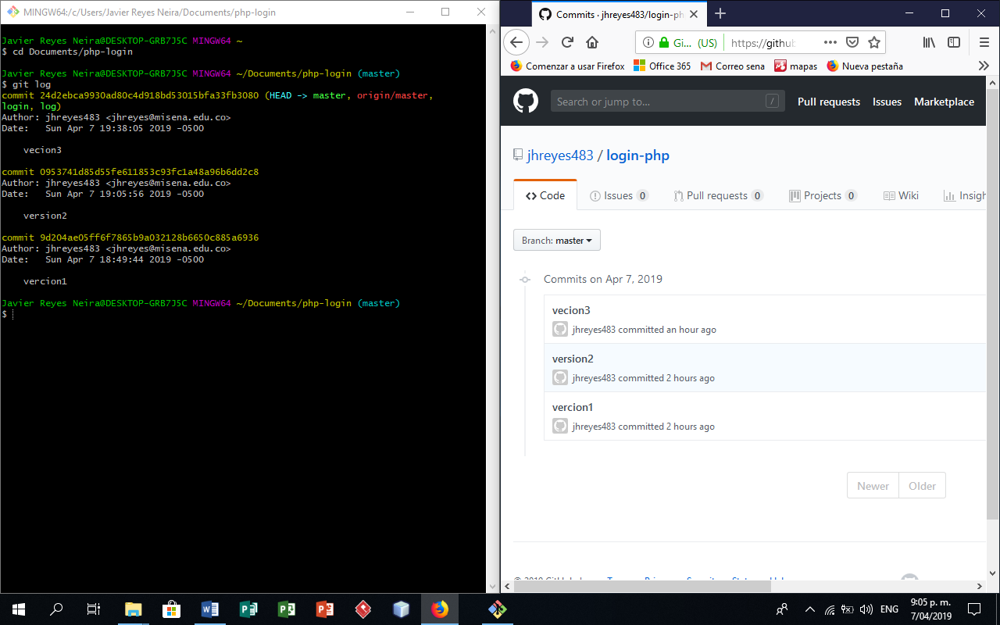 MINGW64:/c/Users/Javier Reyes Neira/Documents/php-login
Javier Reyes Neira@DESKTOP-GRB7J5C MINGW64 ~
$ cd Documents/php-login
Javier Reyes Neira@DESKTOP-GRB7J5C MINGW64 ~/Documents/php-login (master)
$ git log
commit 24d2ebca9930ad80c4d918bd53015bfa33fb3080 (HEAD -> master, origin/master,
login, log)
Author: jhreyes483 <jhreyes@misena.edu.co>
Date:   Sun Apr 7 19:38:05 2019 -0500
vecion3
commit 0953741d85d55fe611853c93fc1a48a96b6dd2c8
Author: jhreyes483 <jhreyes@misena.edu.co>
Date:   Sun Apr 7 19:05:56 2019 -0500
version2
commit 9d204ae05ff6f7865b9a032128b6650c885a6936
Author: jhreyes483 <jhreyes@misena.edu.co>
Date:   Sun Apr 7 18:49:44 2019 -0500
vercion1
Javier Reyes Neira@DESKTOP-GRB7J5C MINGW64 ~/Documents/php-login (master)
$
Commits · jhreyes483/login-ph
Gi... (US) https://github
Comenzar a usar Firefox Office 365 Correo sena mapas Nueva pestaña
Search or jump to... / Pull requests Issues Marketplace
jhreyes483 / login-php
Code Issues 0 Pull requests 0 Projects 0 Wiki Insigh
Branch: master
Commits on Apr 7, 2019
vecion3
jhreyes483 committed an hour ago
version2
jhreyes483 committed 2 hours ago
vercion1
jhreyes483 committed 2 hours ago
Newer Older
ENG
9:05 p. m.
7/04/2019